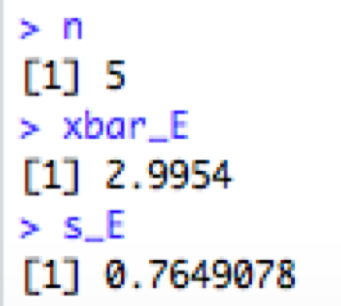 > n
[1] 5
> xbar_E
[1] 2.9954
> s_E
[1] 0.7649078